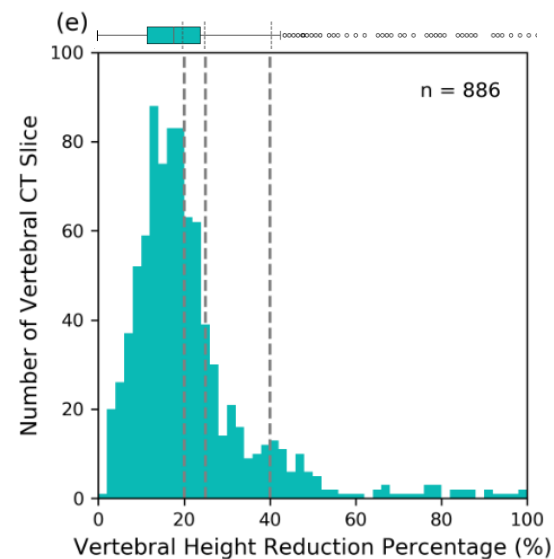 (e)
100
n = 886
80
60
40
20
0
0 20 40 60 80 100
Number of Vertebral CT Slice
Vertebral Height Reduction Percentage (%)